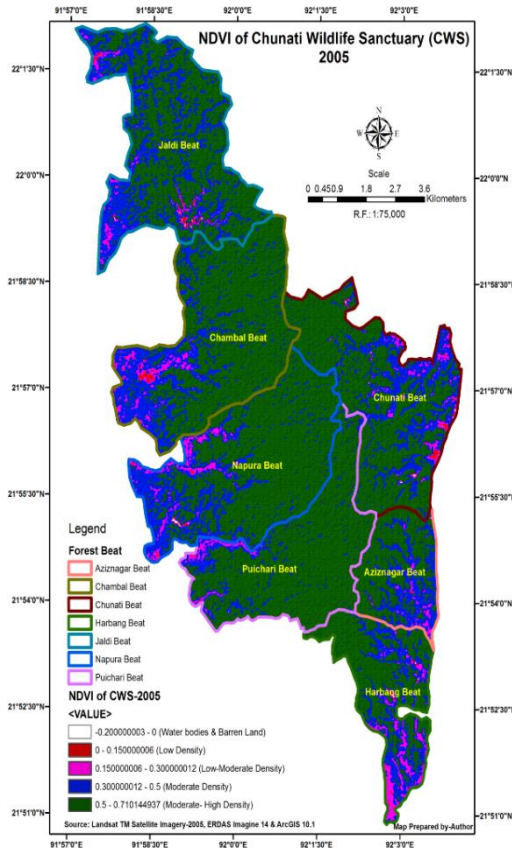 91°57'0"E 91°58'30"E 92°0'0"E 92°1'30"E 92°3'0"E
NDVI of Chunati Wildlife Sanctuary (CWS)
2005
22°1'30"N 22°1'30"N
N
W E
S
Jaldi Beat
Scale
0 0.45 0.9 1.8 2.7 3.6
Kilometers
R.F.: 1:75,000
22°0'0"N 22°0'0"N
21°58'30"N 21°58'30"N
Chambal Beat
21°57'0"N 21°57'0"N
Chunati Beat
Napura Beat
21°55'30"N 21°55'30"N
Legend
Forest Beat
Aziznagar Beat
Chambal Beat
Chunati Beat
Harbang Beat
Jaldi Beat
Napura Beat
Puichari Beat
Puichari Beat
Aziznagar Beat
21°54'0"N 21°54'0"N
Harbang Beat
21°52'30"N 21°52'30"N
NDVI of CWS-2005
<VALUE>
-0.200000003 - 0 (Water bodies & Barren Land)
0 - 0.150000006 (Low Density)
0.150000006 - 0.300000012 (Low-Moderate Density)
0.300000012 - 0.5 (Moderate Density)
0.5 - 0.710144937 (Moderate- High Density)
21°51'0"N 21°51'0"N
Source: Landsat TM Satellite Imagery-2005, ERDAS Imagine 14 & ArcGIS 10.1
Map Prepared by-Author
91°57'0"E 91°58'30"E 92°0'0"E 92°1'30"E 92°3'0"E